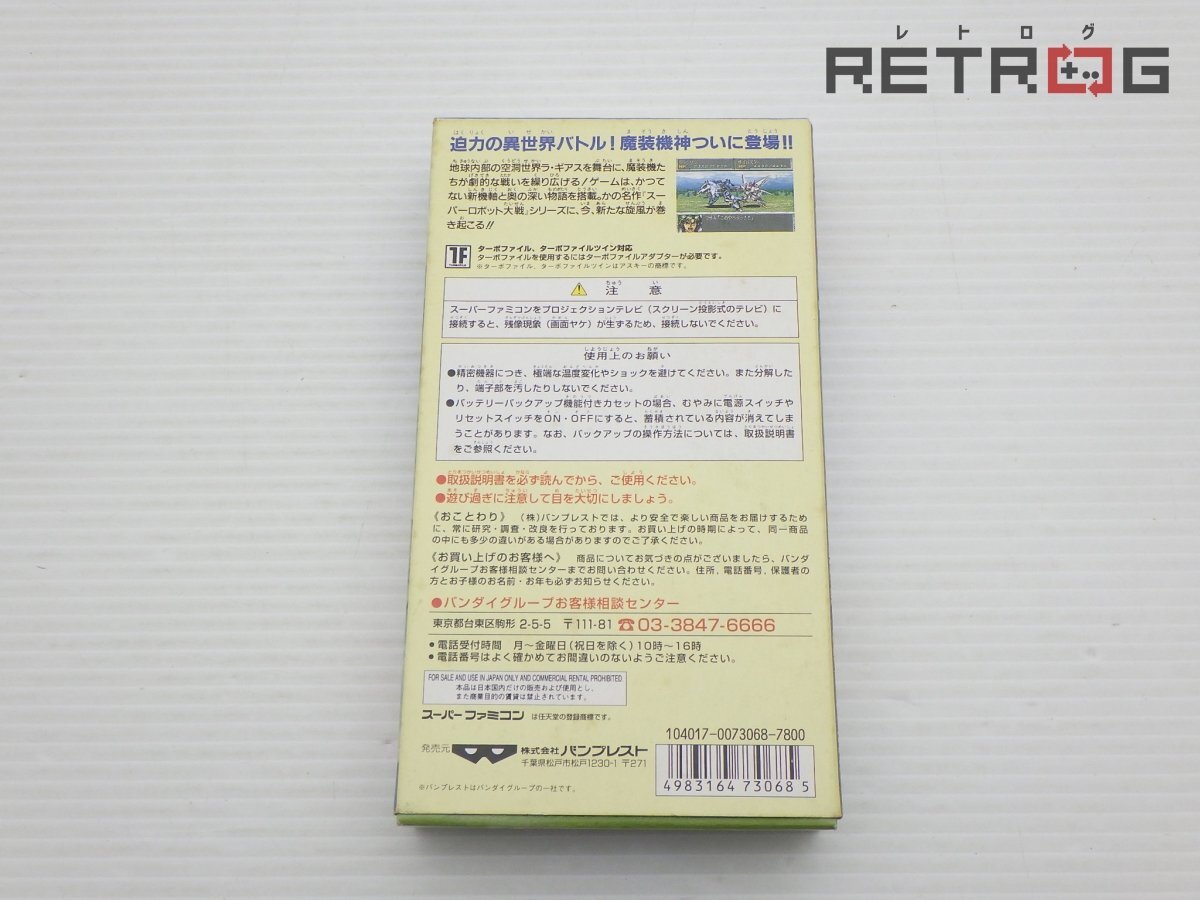 レトログ
RETROG
迫力の異世界バトル!魔装機神ついに登場!!
地球内部の空洞世界ラ・ギアスを舞台に、魔装機た
ちが劇的な戦いを繰り広げる!ゲームは、かつて
ない新機軸と奥の深い物語を搭載。かの名作『スー
パーロボット大戦』シリーズに、今、新たな旋風が巻
き起こる!!
TF
ターボファイル、ターボファイルツイン対応
ターボファイルを使用するにはターボファイルアダプターが必要です。
※ターボファイル、ターボファイルツインはアスキーの商標です。
注意
スーパーファミコンをプロジェクションテレビ(スクリーン投影式のテレビ)に
接続すると、残像現象(画面ヤケ)が生ずるため、接続しないでください。
使用上のお願い
●精密機器につき、極端な温度変化やショックを避けてください。また分解した
り、端子部を汚したりしないでください。
●バッテリーバックアップ機能付きカセットの場合、むやみに電源スイッチや
リセットスイッチをON・OFFにすると、蓄積されている内容が消えてしま
うことがあります。なお、バックアップの操作方法については、取扱説明書
をご参照ください。
●取扱説明書を必ず読んでから、ご使用ください。
●遊び過ぎに注意して目を大切にしましょう。
《おことわり》 (株)バンプレストでは、より安全で楽しい商品をお届けするため
に、常に研究・調査・改良を行っております。お買い上げの時期によって、同一商品
の中にも多少の違いがある場合がありますのでご了承ください。
《お買い上げのお客様へ》 商品についてお気づきの点がございましたら、バンダ
イグループお客様相談センターまでお問い合わせください。住所、電話番号、保護者の
方とお子様のお名前・お年も必ずお知らせください。
●バンダイグループお客様相談センター
東京都台東区駒形 2-5-5 〒111-81 ☎03-3847-6666
●電話受付時間 月〜金曜日(祝日を除く)10時〜16時
●電話番号はよく確かめてお間違いのないようご注意ください。
FOR SALE AND USE IN JAPAN ONLY AND COMMERCIAL RENTAL PROHIBITED.
本品は日本国内だけの販売および使用とし、
また商業目的の賃貸は禁止されています。
スーパーファミコン は任天堂の登録商標です。
発売元 株式会社バンプレスト
千葉県松戸市松戸1230-1 〒271
※バンプレストはバンダイグループの一社です。
104017-0073068-7800
4983164 730685